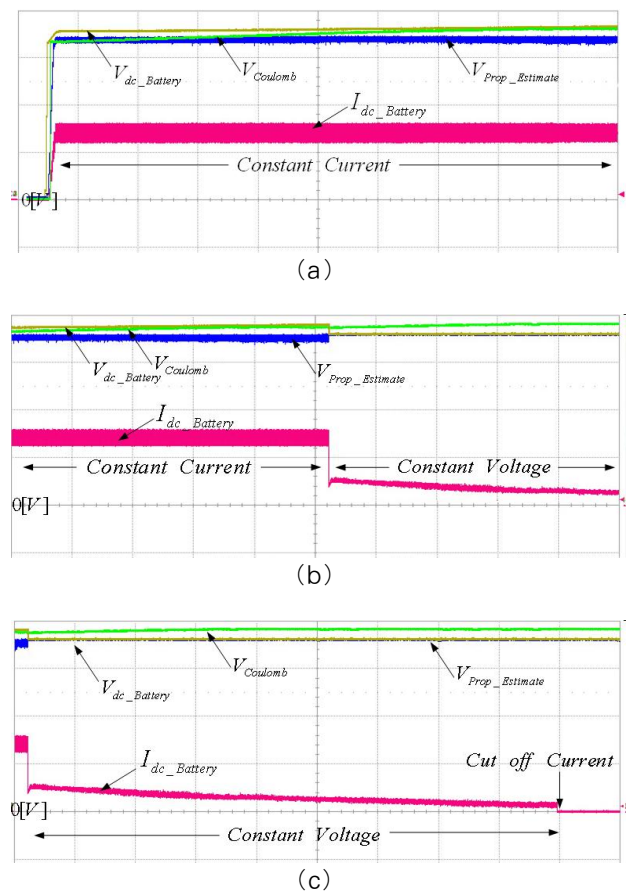 V_dc_Battery
V_Coulomb
V_Prop_Estimate
I_dc_Battery
Constant Current
0[V]
(a)
V_dc_Battery
V_Coulomb
V_Prop_Estimate
I_dc_Battery
Constant Current
Constant Voltage
0[V]
(b)
V_dc_Battery
V_Coulomb
V_Prop_Estimate
I_dc_Battery
Cut off Current
0[V]
Constant Voltage
(c)